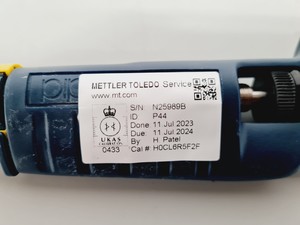 METTLER TOLEDO Service
www.mt.com
UKAS
CALIBRATION
0433
S/N N25989B
ID P44
Done 11 Jul 2023
Due 11 Jul 2024
By H Patel
Cal # H0CL6R5F2F